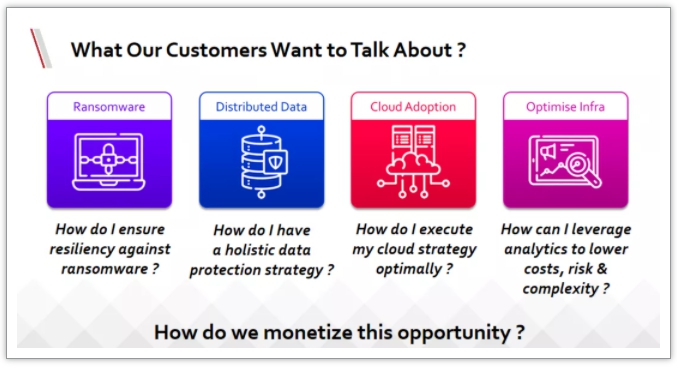 What Our Customers Want to Talk About ?
Ransomware
Distributed Data
Cloud Adoption
Optimise Infra
How do I ensure
resiliency against
ransomware ?
How do I have
a holistic data
protection strategy ?
How do I execute
my cloud strategy
optimally ?
How can I leverage
analytics to lower
costs, risk &
complexity ?
How do we monetize this opportunity ?